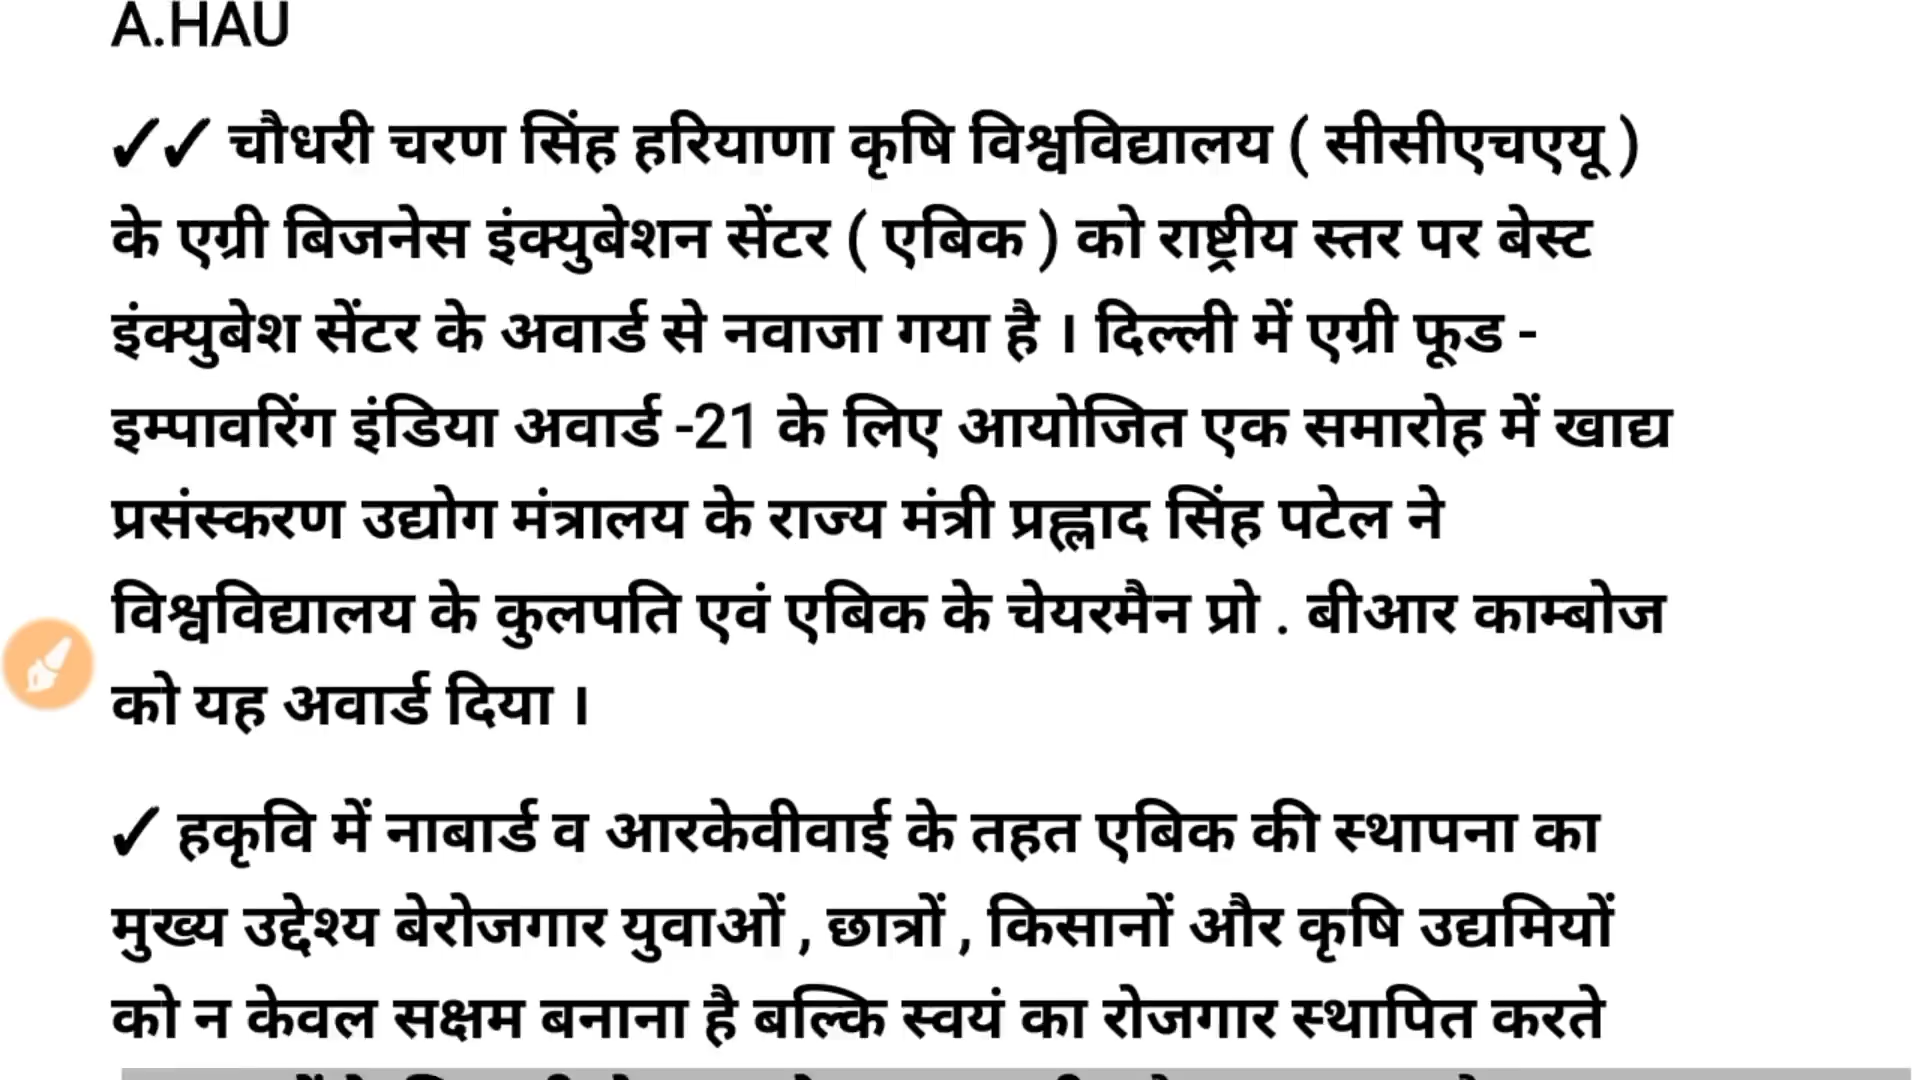 A.HAU
✓✓ चौधरी चरण सिंह हरियाणा कृषि विश्वविद्यालय ( सीसीएचएयू )
के एग्री बिजनेस इंक्युबेशन सेंटर ( एबिक ) को राष्ट्रीय स्तर पर बेस्ट
इंक्युबेश सेंटर के अवार्ड से नवाजा गया है । दिल्ली में एग्री फूड -
इम्पावरिंग इंडिया अवार्ड -21 के लिए आयोजित एक समारोह में खाद्य
प्रसंस्करण उद्योग मंत्रालय के राज्य मंत्री प्रह्लाद सिंह पटेल ने
विश्वविद्यालय के कुलपति एवं एबिक के चेयरमैन प्रो . बीआर काम्बोज
को यह अवार्ड दिया ।
✓ हकृवि में नाबार्ड व आरकेवीवाई के तहत एबिक की स्थापना का
मुख्य उद्देश्य बेरोजगार युवाओं , छात्रों , किसानों और कृषि उद्यमियों
को न केवल सक्षम बनाना है बल्कि स्वयं का रोजगार स्थापित करते